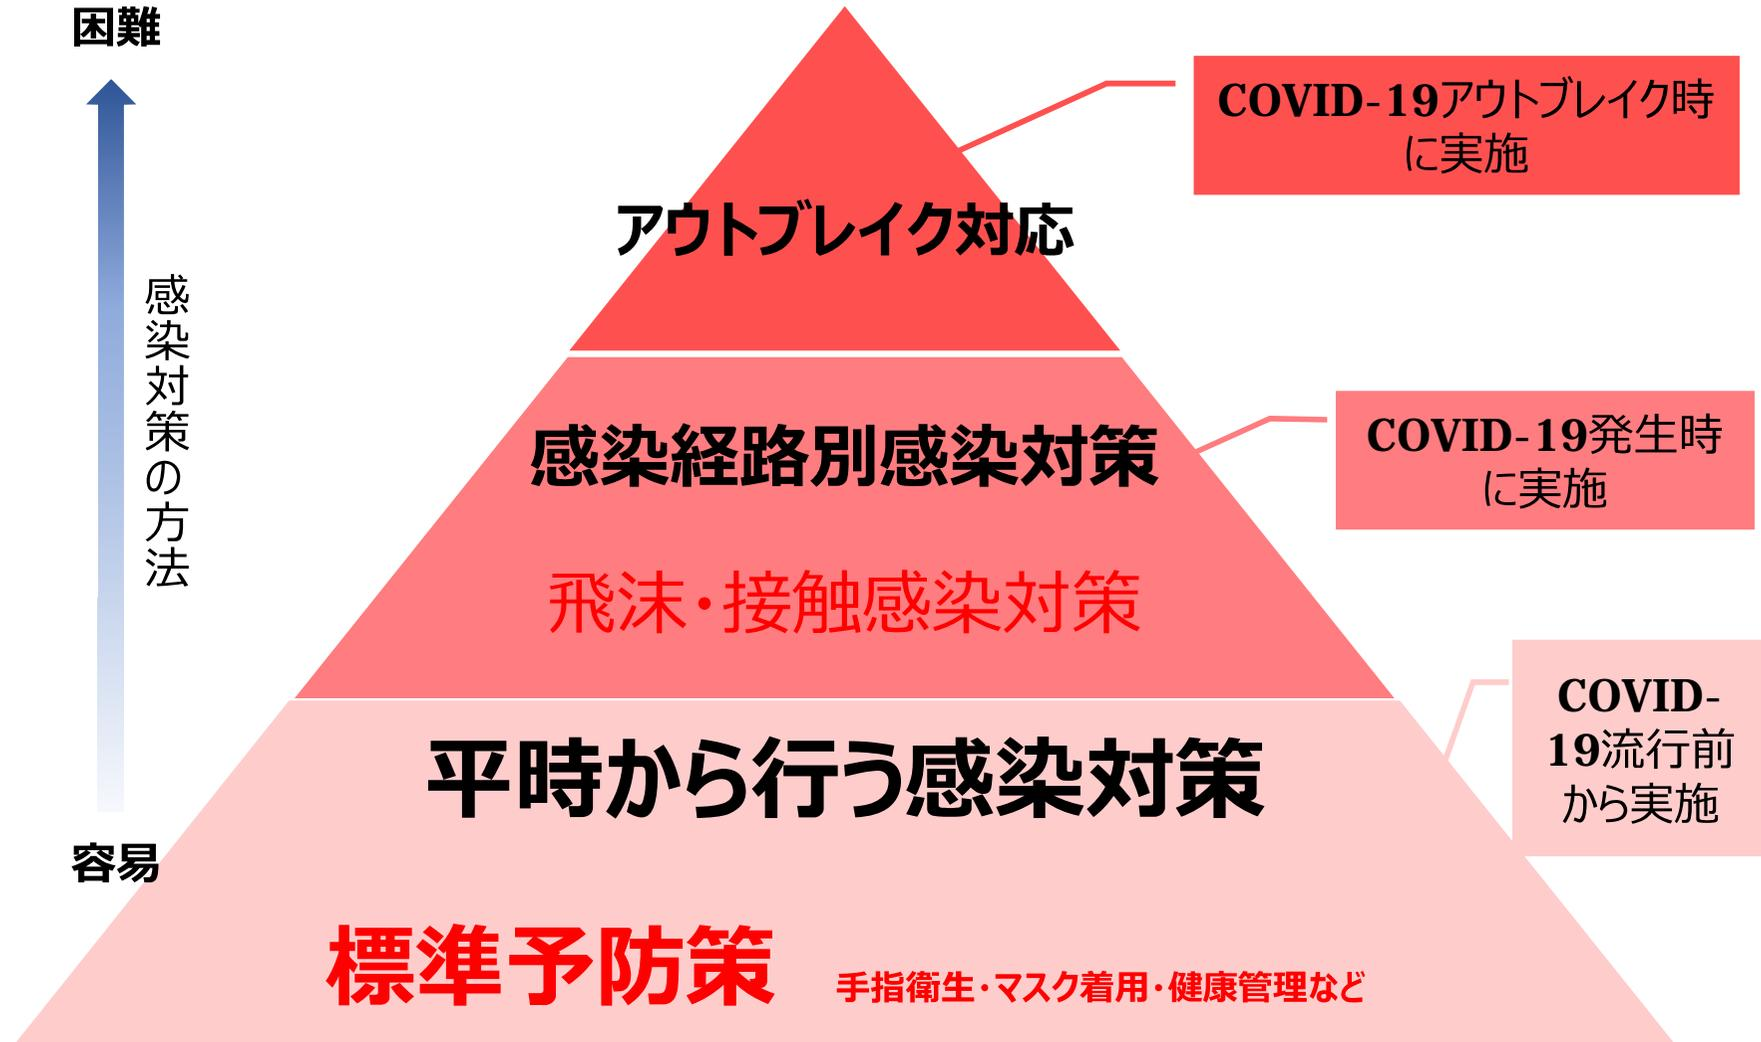 困難
感染対策の方法
容易
アウトブレイク対応
COVID-19アウトブレイク時
に実施
感染経路別感染対策
飛沫・接触感染対策
COVID-19発生時
に実施
平時から行う感染対策
標準予防策 手指衛生・マスク着用・健康管理など
COVID-
19流行前
から実施